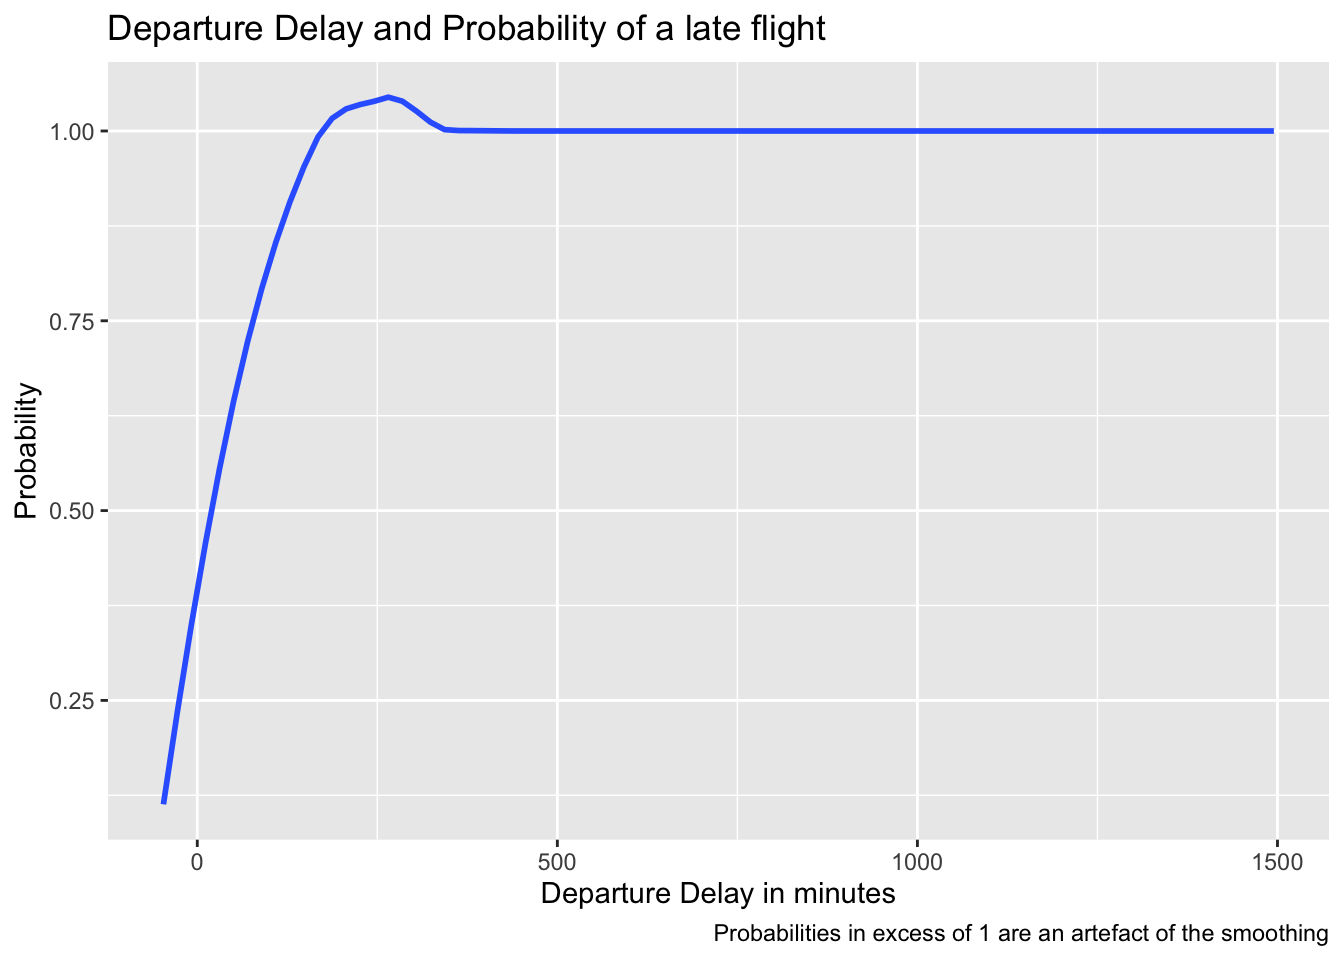 Departure Delay and Probability of a late flight
Probability
1.00
0.75
0.50
0.25
0 500 1000 1500
Departure Delay in minutes
Probabilities in excess of 1 are an artefact of the smoothing